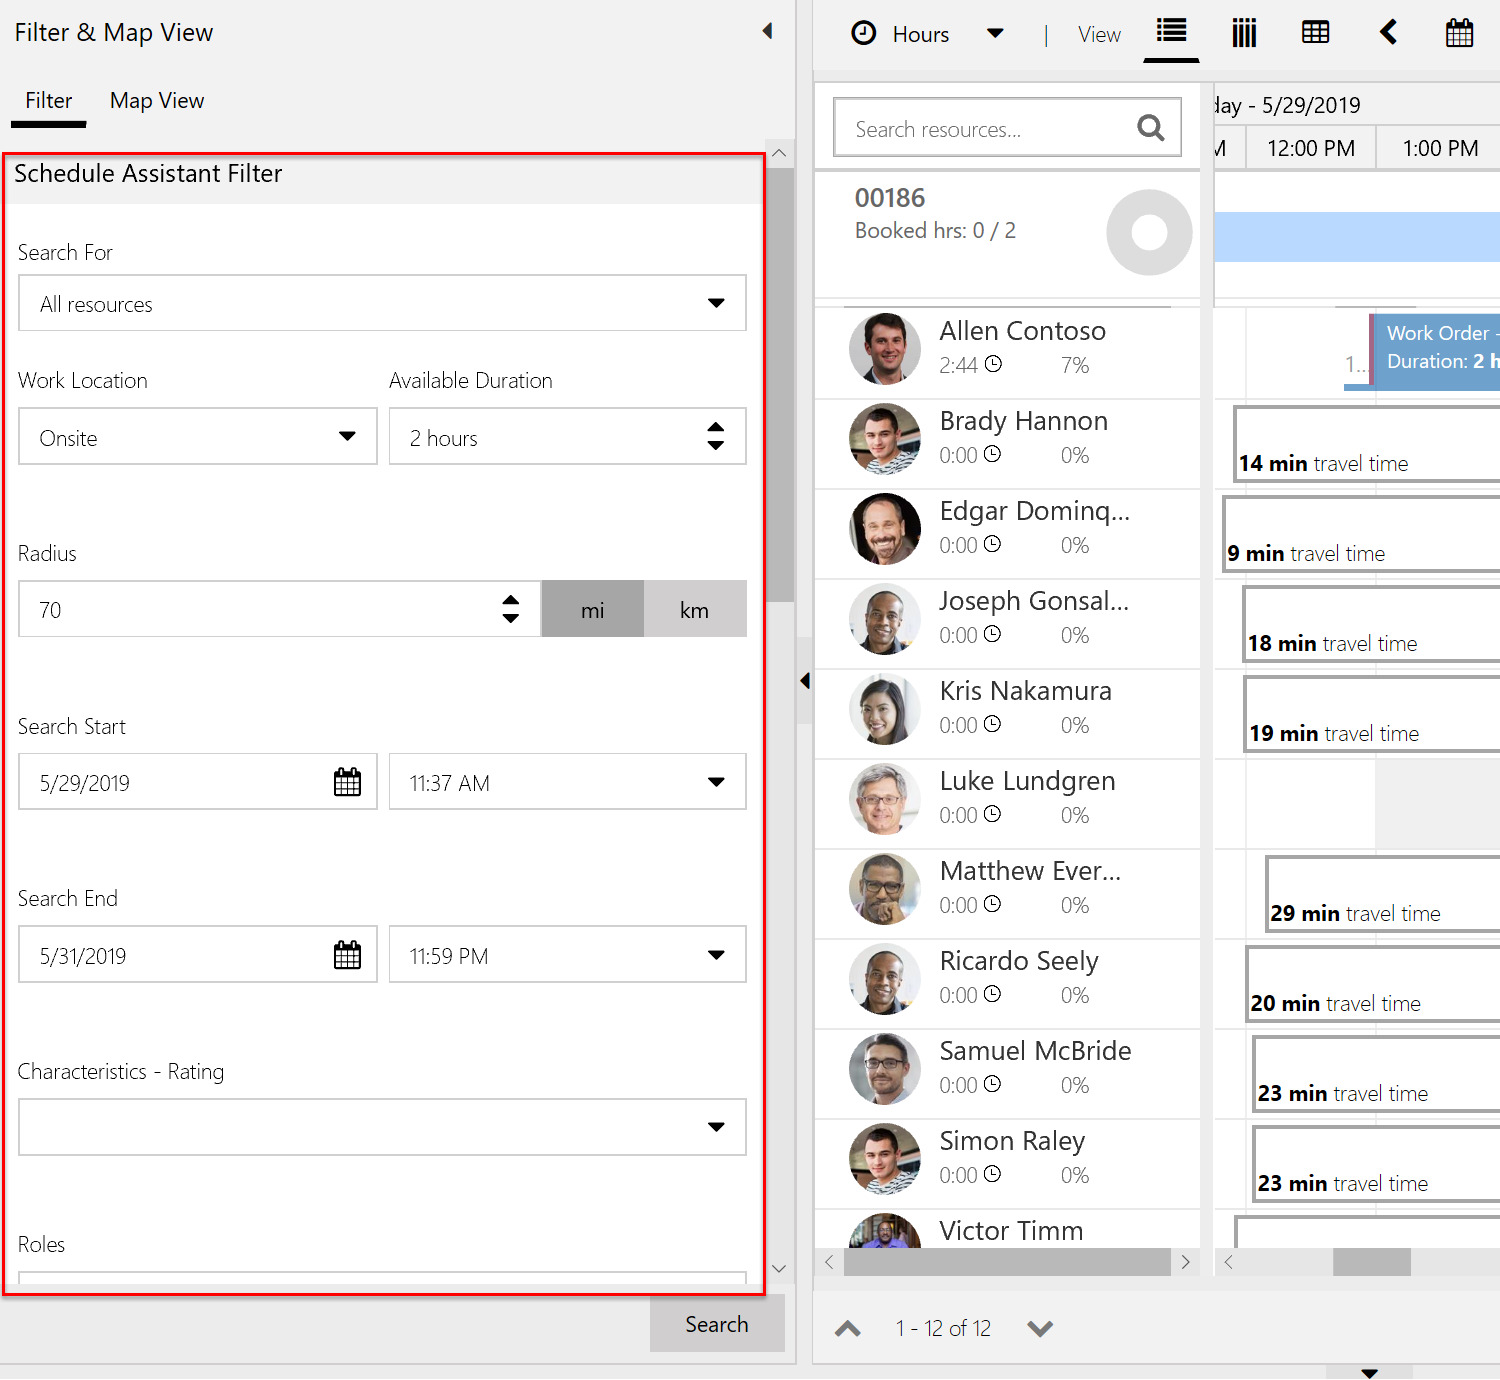 Filter & Map View
Filter Map View
Schedule Assistant Filter
Search For
All resources
Work Location Available Duration
Onsite 2 hours
Radius
70 mi km
Search Start
5/29/2019 11:37 AM
Search End
5/31/2019 11:59 PM
Characteristics - Rating
Roles
Search
Hours | View
Search resources...
day - 5/29/2019
M 12:00 PM 1:00 PM
00186
Booked hrs: 0 / 2
Allen Contoso
2:44 7%
1...
Work Order -
Duration: 2 h
Brady Hannon
0:00 0%
14 min travel time
Edgar Dominq...
0:00 0%
9 min travel time
Joseph Gonsal...
0:00 0%
18 min travel time
Kris Nakamura
0:00 0%
19 min travel time
Luke Lundgren
0:00 0%
Matthew Ever...
0:00 0%
29 min travel time
Ricardo Seely
0:00 0%
20 min travel time
Samuel McBride
0:00 0%
23 min travel time
Simon Raley
0:00 0%
23 min travel time
Victor Timm
1 - 12 of 12